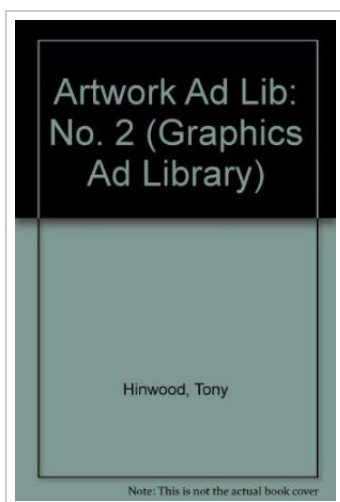 Artwork Ad Lib:
No. 2 (Graphics
Ad Library)
Hinwood, Tony
Note: This is not the actual book cover